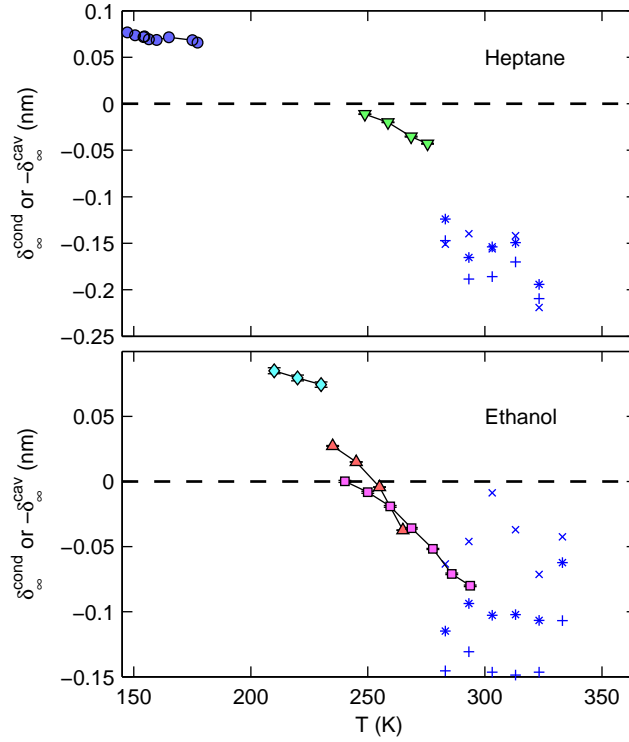 0.1
0.05
0
−0.05
−0.1
−0.15
−0.2
−0.25
δ∞cond or −δ∞cav (nm)
Heptane
0.05
0
−0.05
−0.1
−0.15
δ∞cond or −δ∞cav (nm)
Ethanol
150 200 250 300 350
T (K)